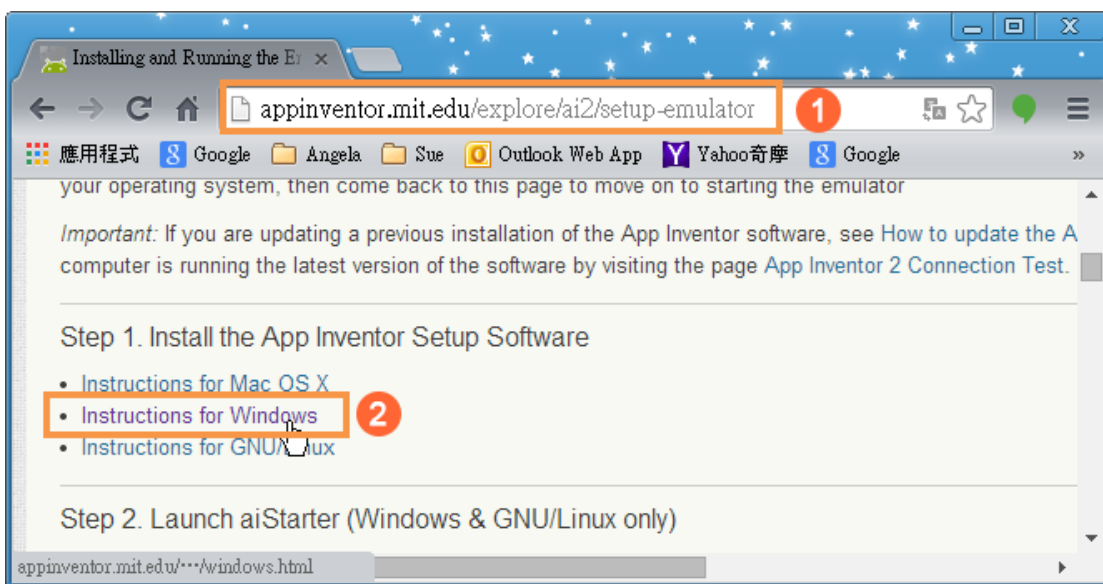 Installing and Running the Er
appinventor.mit.edu/explore/ai2/setup-emulator 1
應用程式 Google Angela Sue Outlook Web App Yahoo奇摩 Google »
your operating system, then come back to this page to move on to starting the emulator
Important: If you are updating a previous installation of the App Inventor software, see How to update the A
computer is running the latest version of the software by visiting the page App Inventor 2 Connection Test.
Step 1. Install the App Inventor Setup Software
• Instructions for Mac OS X
• Instructions for Windows 2
• Instructions for GNU/Linux
Step 2. Launch aiStarter (Windows & GNU/Linux only)
appinventor.mit.edu/···/windows.html